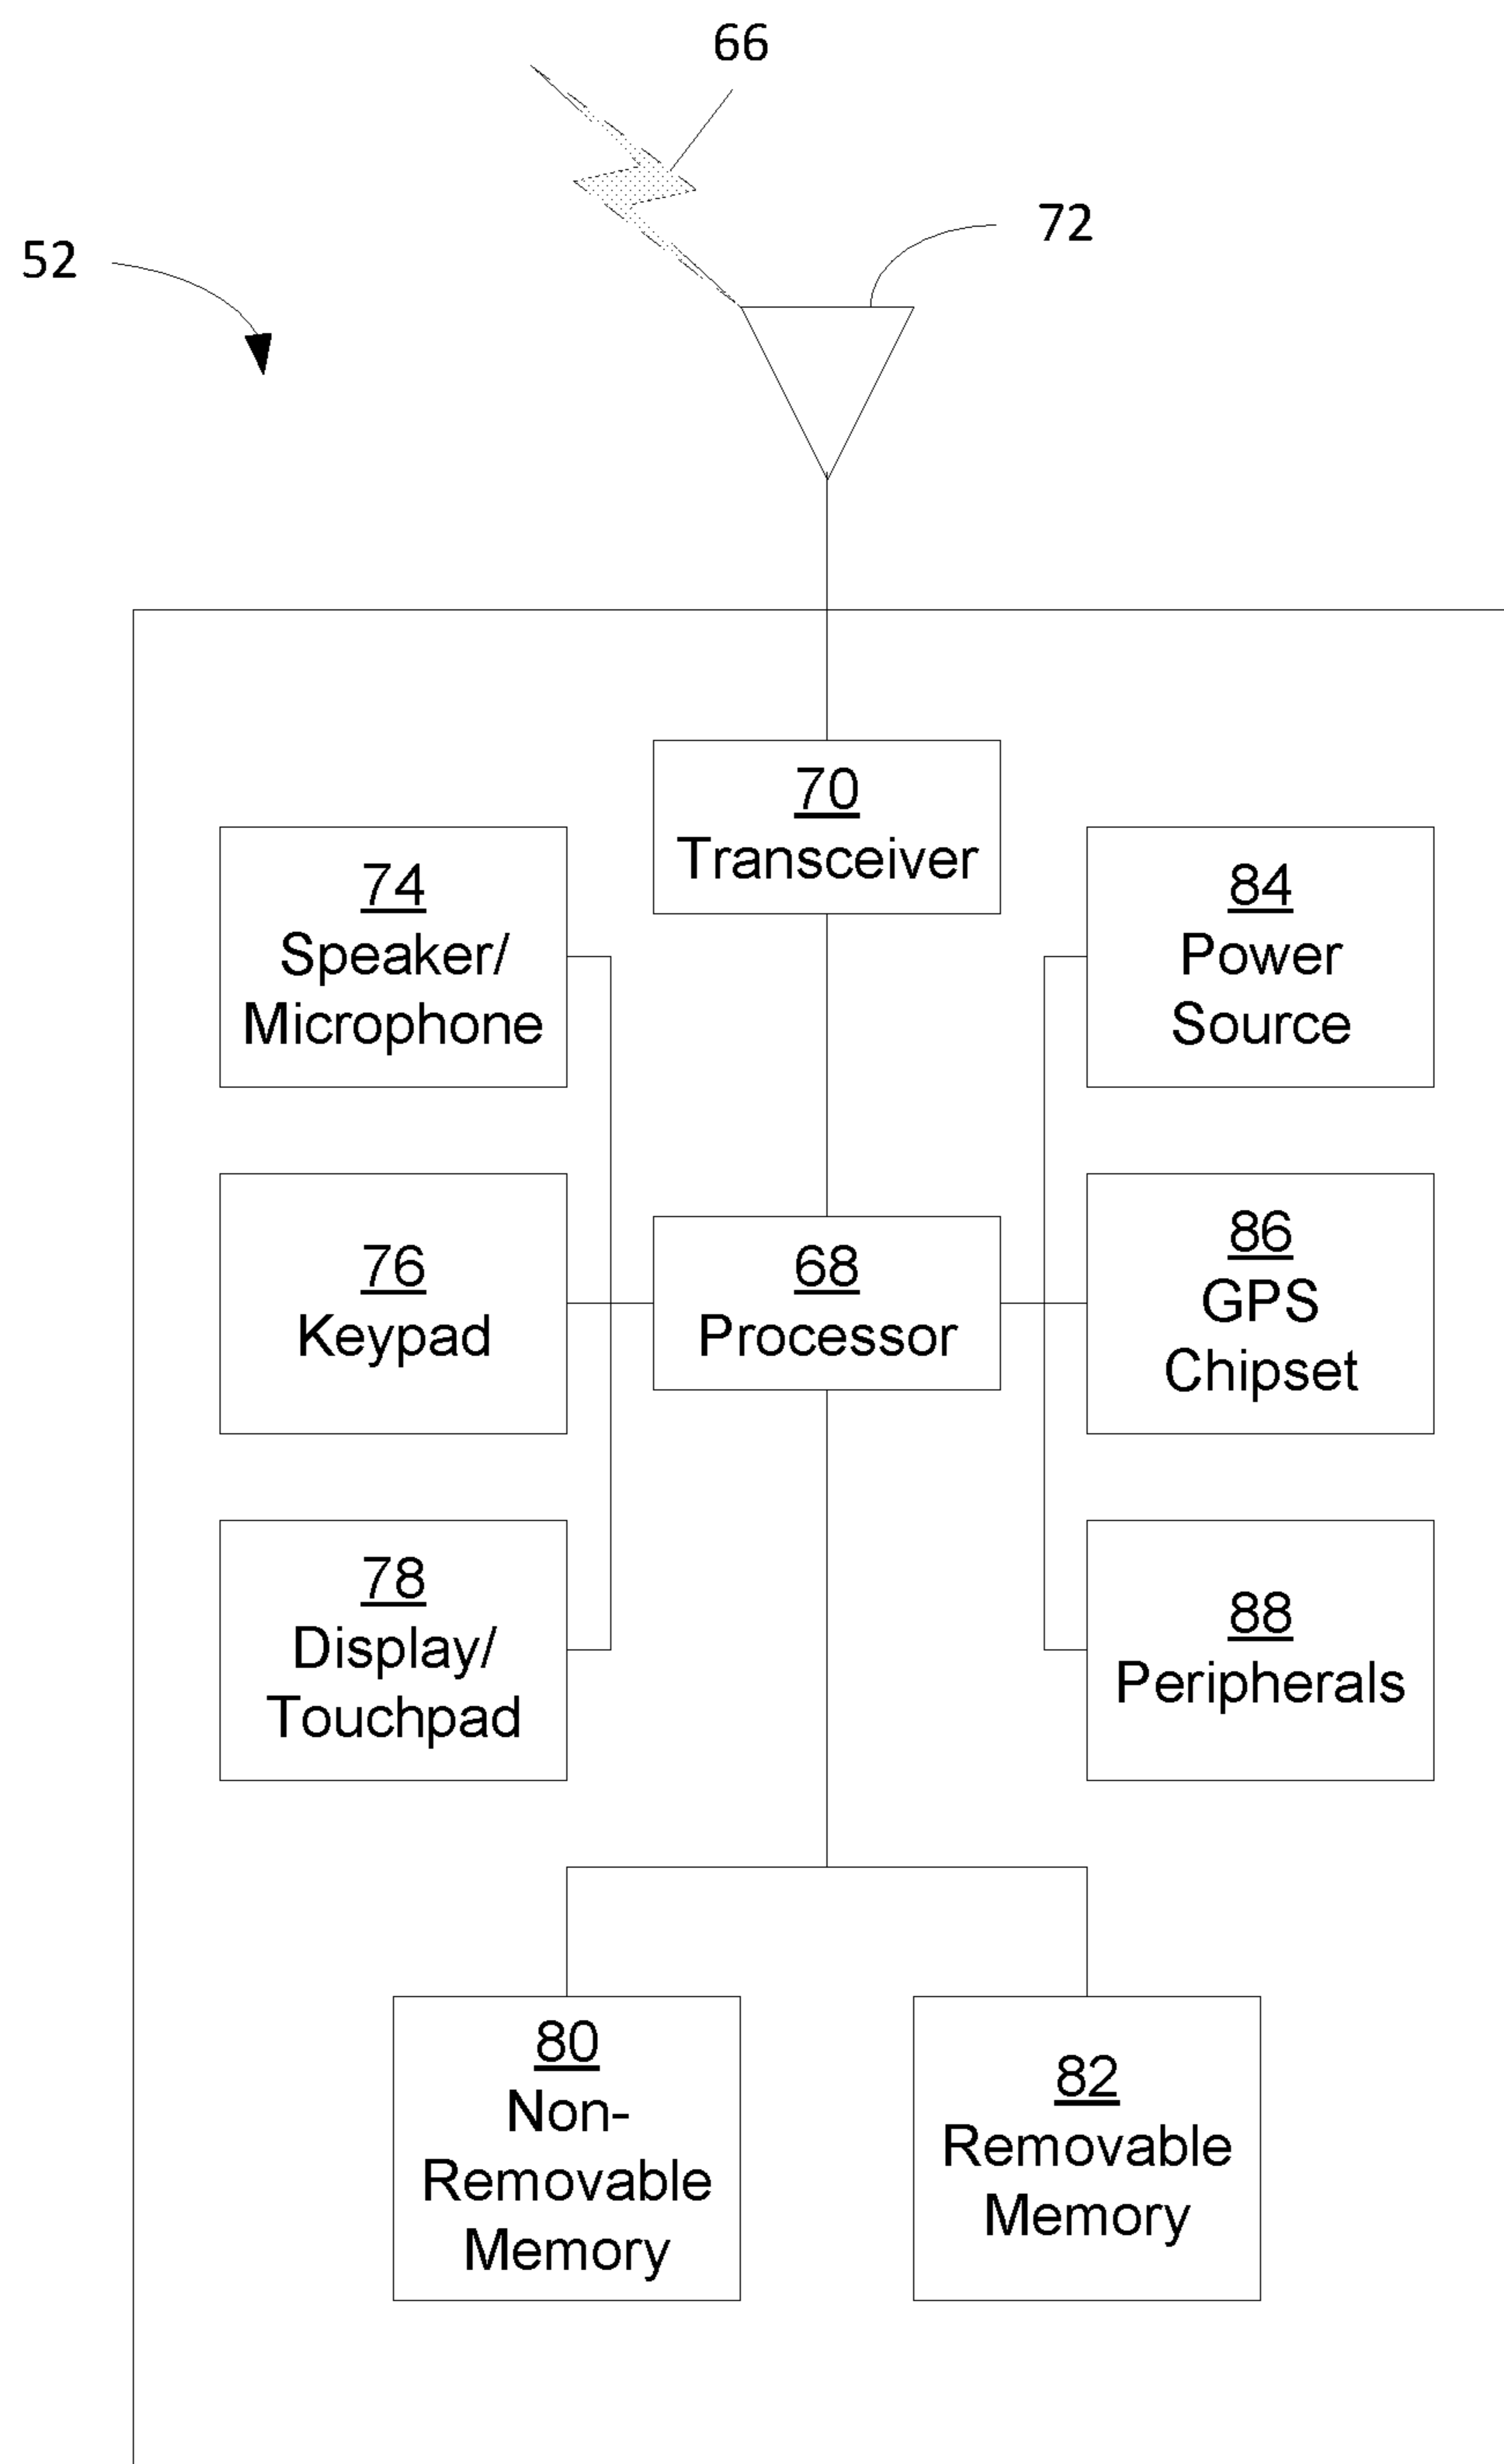 66
72
52
70
Transceiver
74
Speaker/
Microphone
84
Power
Source
76
Keypad
68
Processor
86
GPS
Chipset
78
Display/
Touchpad
88
Peripherals
80
Non-
Removable
Memory
82
Removable
Memory